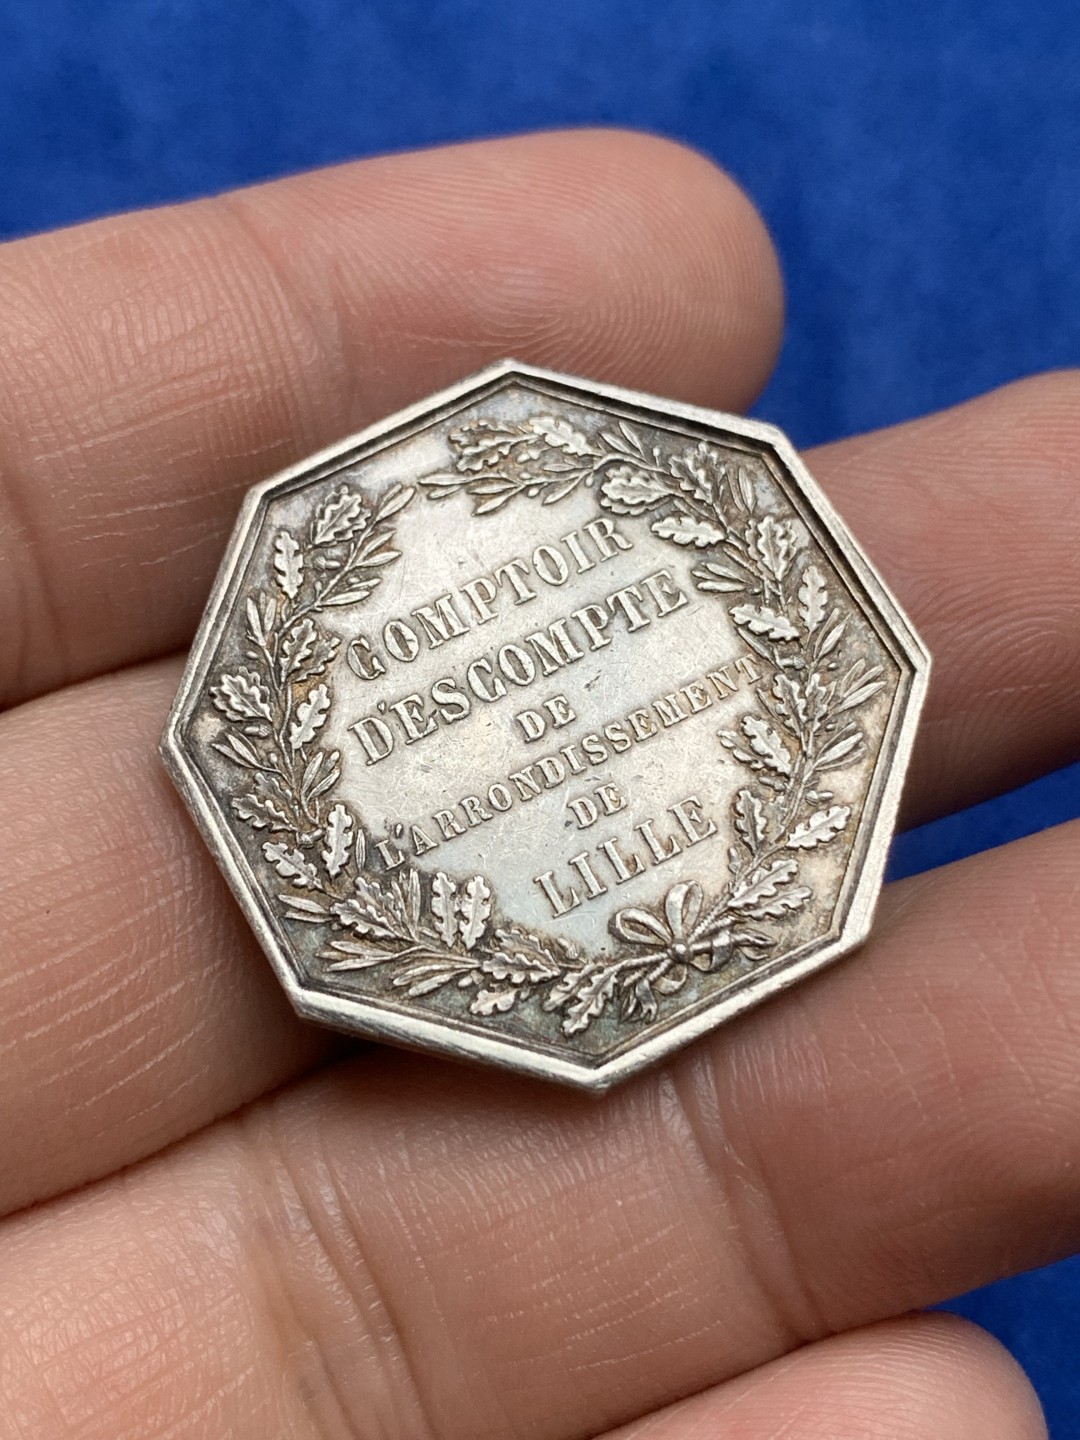 COMPTOIR
D'ESCOMPTE
DE
L'ARRONDISSEMENT
DE
LILLE